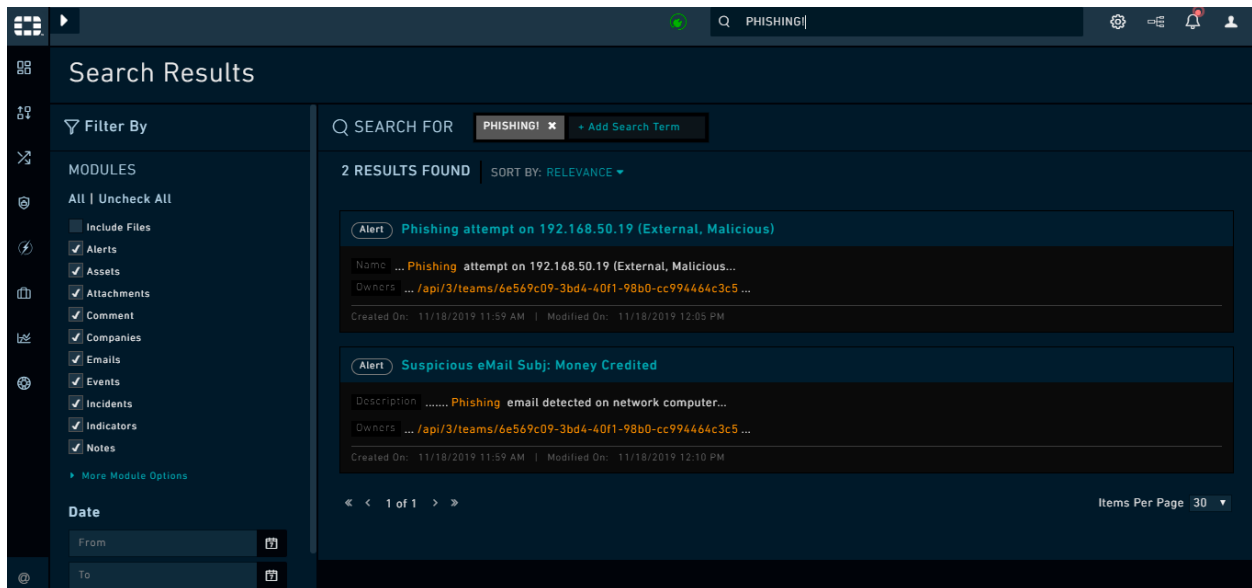 PHISHING!
Search Results
Filter By
MODULES
All | Uncheck All
Include Files
Alerts
Assets
Attachments
Comment
Companies
Emails
Events
Incidents
Indicators
Notes
More Module Options
Date
From
To
@
SEARCH FOR PHISHING! ✖ + Add Search Term
2 RESULTS FOUND SORT BY: RELEVANCE
Alert Phishing attempt on 192.168.50.19 (External, Malicious)
Name ... Phishing attempt on 192.168.50.19 (External, Malicious...
Owners ... /api/3/teams/6e569c09-3bd4-40f1-98b0-cc994464c3c5 ...
Created On: 11/18/2019 11:59 AM | Modified On: 11/18/2019 12:05 PM
Alert Suspicious eMail Subj: Money Credited
Description ....... Phishing email detected on network computer...
Owners ... /api/3/teams/6e569c09-3bd4-40f1-98b0-cc994464c3c5 ...
Created On: 11/18/2019 11:59 AM | Modified On: 11/18/2019 12:10 PM
« < 1 of 1 > » Items Per Page 30